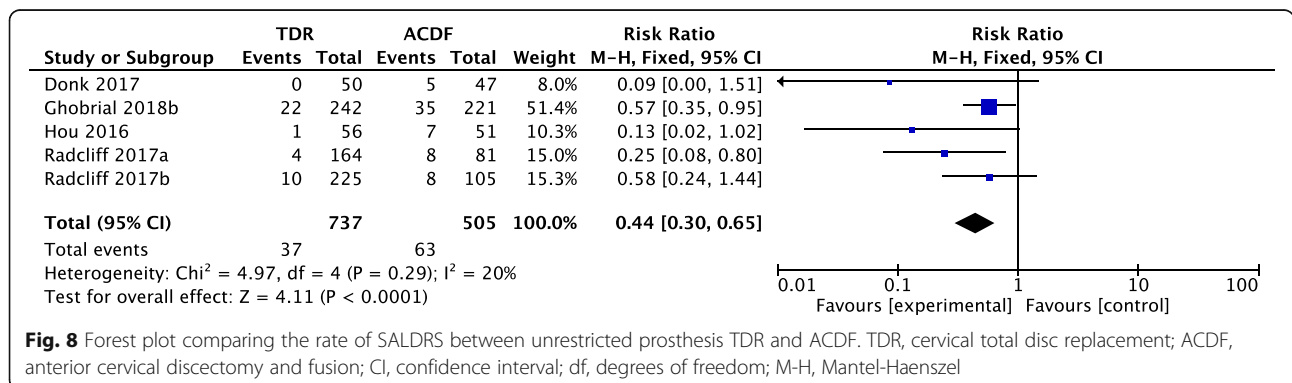 TDR ACDF Risk Ratio Risk Ratio
Study or Subgroup Events Total Events Total Weight M-H, Fixed, 95% CI M-H, Fixed, 95% CI
Donk 2017 0 50 5 47 8.0% 0.09 [0.00, 1.51]
Ghobrial 2018b 22 242 35 221 51.4% 0.57 [0.35, 0.95]
Hou 2016 1 56 7 51 10.3% 0.13 [0.02, 1.02]
Radcliff 2017a 4 164 8 81 15.0% 0.25 [0.08, 0.80]
Radcliff 2017b 10 225 8 105 15.3% 0.58 [0.24, 1.44]
Total (95% CI) 737 505 100.0% 0.44 [0.30, 0.65]
Total events 37 63
Heterogeneity: Chi² = 4.97, df = 4 (P = 0.29); I² = 20%
Test for overall effect: Z = 4.11 (P < 0.0001)
0.01 0.1 1 10 100
Favours [experimental] Favours [control]
Fig. 8 Forest plot comparing the rate of SALDRS between unrestricted prosthesis TDR and ACDF. TDR, cervical total disc replacement; ACDF,
anterior cervical discectomy and fusion; CI, confidence interval; df, degrees of freedom; M-H, Mantel-Haenszel